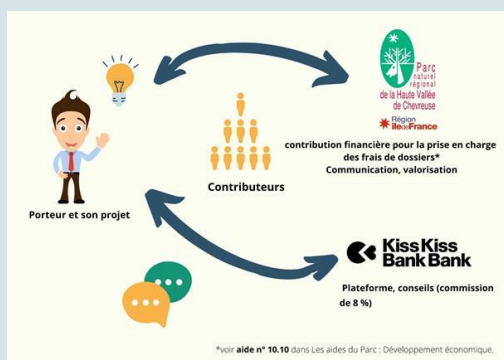 Parc
naturel
régional
de la Haute Vallée
de Chevreuse
Région
îledeFrance
contribution financière pour la prise en charge
des frais de dossiers*
Communication, valorisation
Contributeurs
Porteur et son projet
KissKiss
BankBank
Plateforme, conseils (commission
de 8 %)
*voir aide n° 10.10 dans Les aides du Parc : Développement économique.